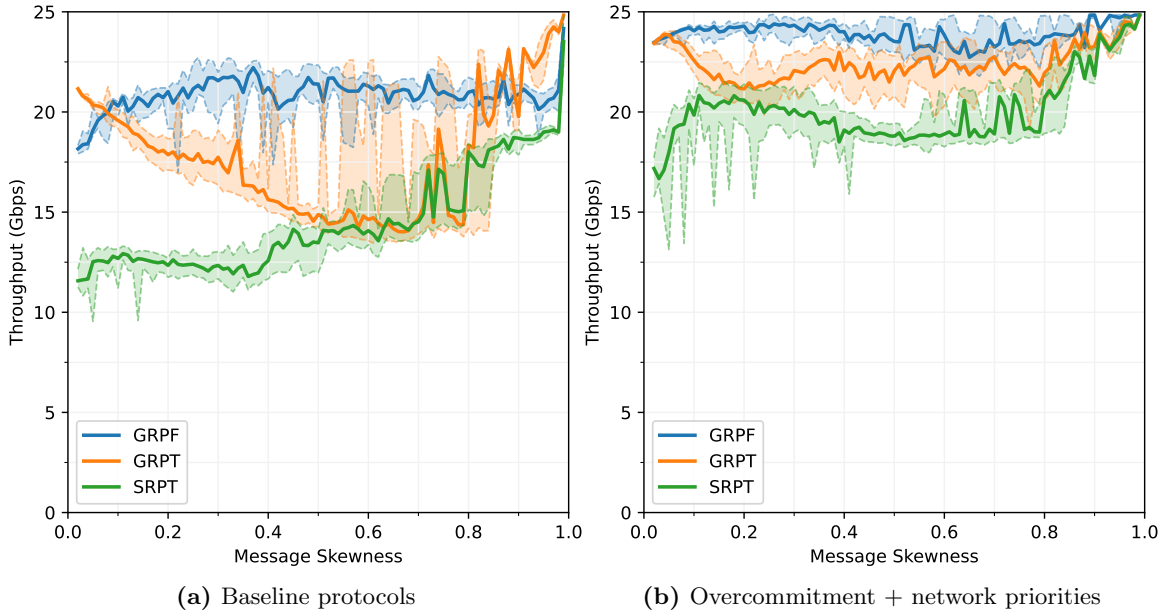 25
20
15
10
5
0
Throughput (Gbps)
GRPF
GRPT
SRPT
0.0 0.2 0.4 0.6 0.8 1.0
Message Skewness
(a) Baseline protocols
25
20
15
10
5
0
Throughput (Gbps)
GRPF
GRPT
SRPT
0.0 0.2 0.4 0.6 0.8 1.0
Message Skewness
(b) Overcommitment + network priorities